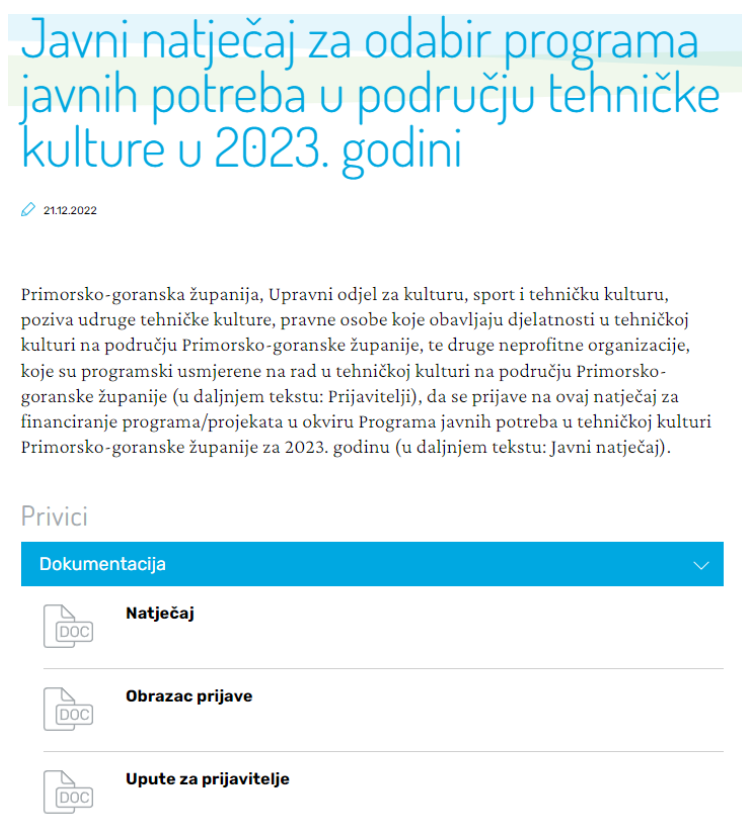 Javni natječaj za odabir programa
javnih potreba u području tehničke
kulture u 2023. godini
21.12.2022
Primorsko-goranska županija, Upravni odjel za kulturu, sport i tehničku kulturu,
poziva udruge tehničke kulture, pravne osobe koje obavljaju djelatnosti u tehničkoj
kulturi na području Primorsko-goranske županije, te druge neprofitne organizacije,
koje su programski usmjerene na rad u tehničkoj kulturi na području Primorsko-
goranske županije (u daljnjem tekstu: Prijavitelji), da se prijave na ovaj natječaj za
financiranje programa/projekata u okviru Programa javnih potreba u tehničkoj kulturi
Primorsko-goranske županije za 2023. godinu (u daljnjem tekstu: Javni natječaj).
Privici
Dokumentacija
DOC Natječaj
DOC Obrazac prijave
DOC Upute za prijavitelje